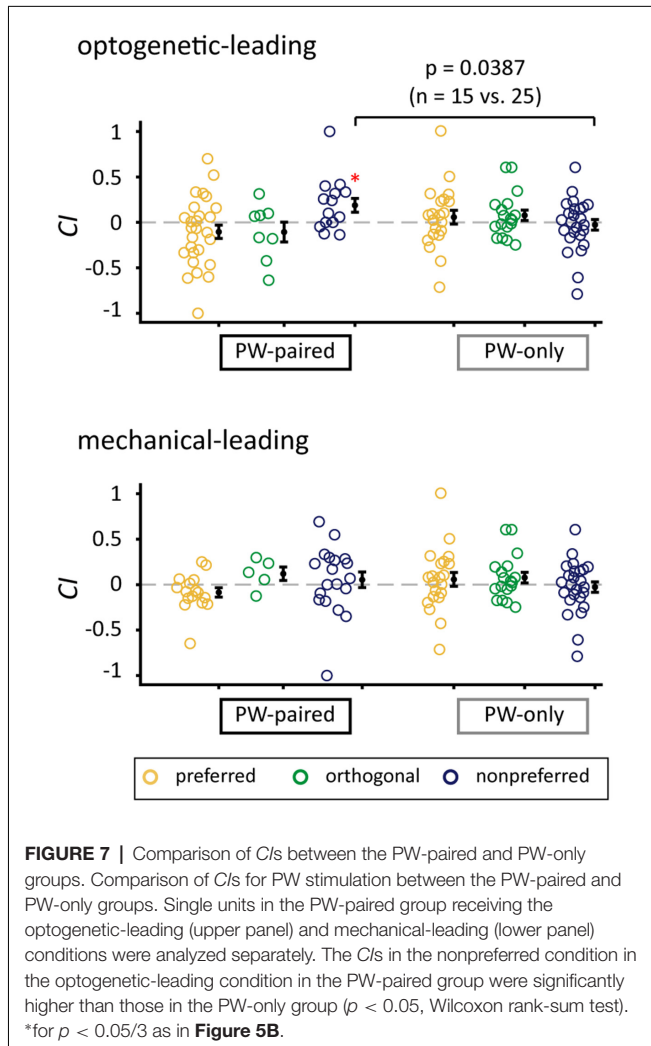 optogenetic-leading
p = 0.0387
(n = 15 vs. 25)
1
0.5
*
0
-0.5
-1
CI
PW-paired
PW-only
mechanical-leading
1
0.5
0
-0.5
-1
CI
PW-paired
PW-only
preferred orthogonal nonpreferred
FIGURE 7 | Comparison of CIs between the PW-paired and PW-only
groups. Comparison of CIs for PW stimulation between the PW-paired and
PW-only groups. Single units in the PW-paired group receiving the
optogenetic-leading (upper panel) and mechanical-leading (lower panel)
conditions were analyzed separately. The CIs in the nonpreferred condition in
the optogenetic-leading condition in the PW-paired group were significantly
higher than those in the PW-only group (p < 0.05, Wilcoxon rank-sum test).
*for p < 0.05/3 as in Figure 5B.